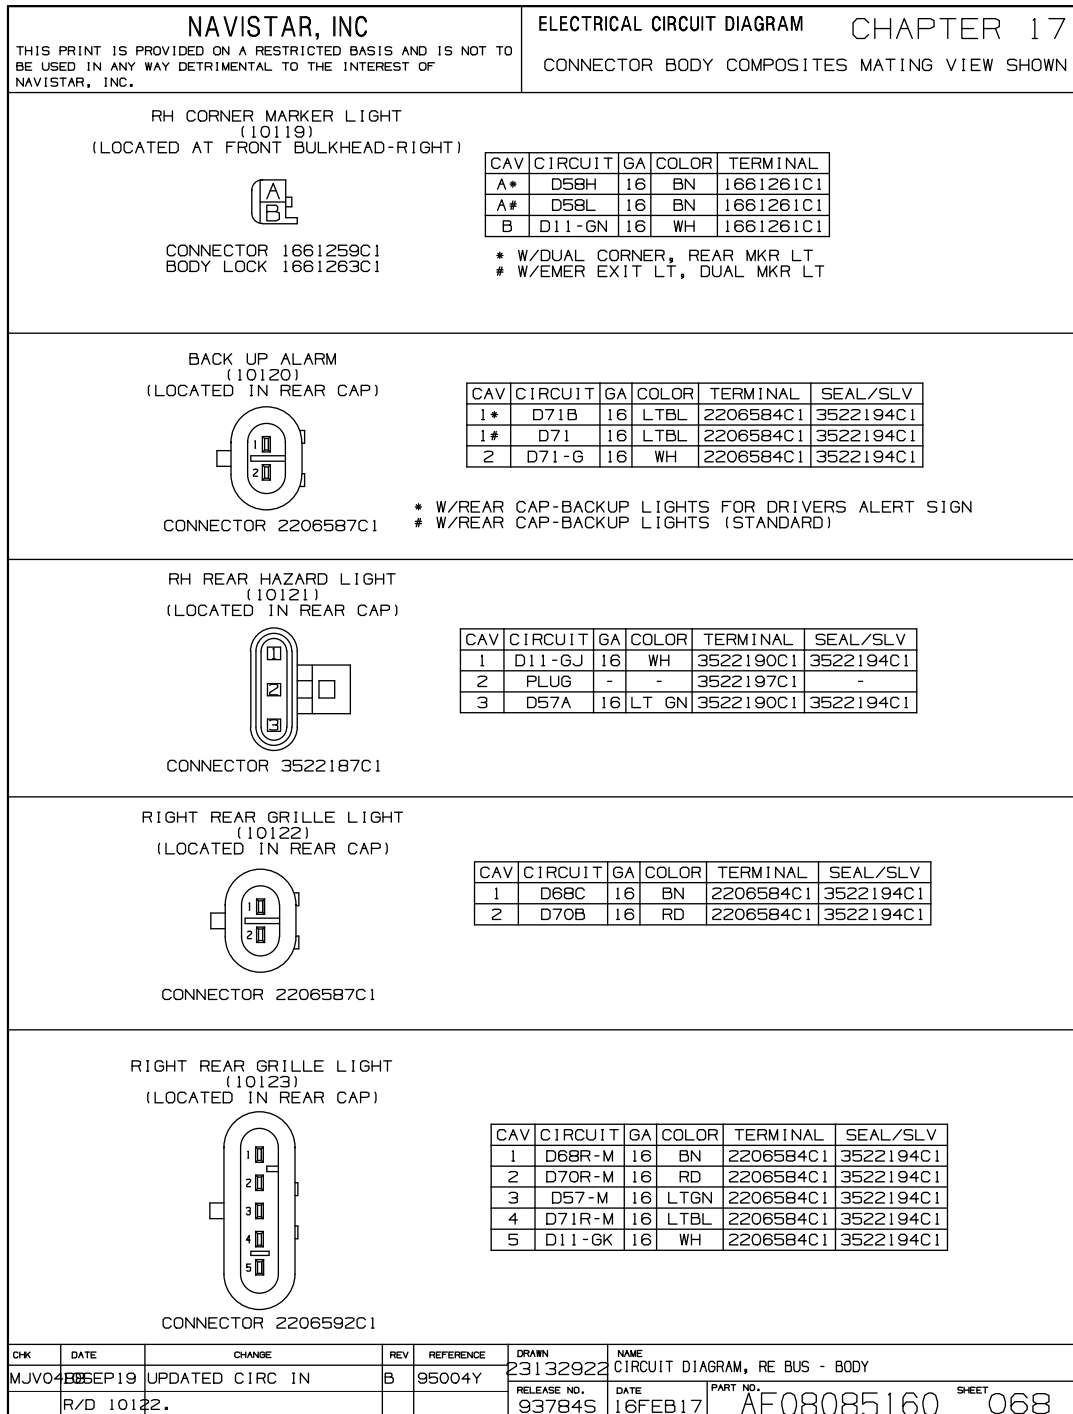 NAVISTAR, INC
THIS PRINT IS PROVIDED ON A RESTRICTED BASIS AND IS NOT TO
BE USED IN ANY WAY DETRIMENTAL TO THE INTEREST OF
NAVISTAR, INC.
ELECTRICAL CIRCUIT DIAGRAM CHAPTER 17
CONNECTOR BODY COMPOSITES MATING VIEW SHOWN
RH CORNER MARKER LIGHT
(10119)
(LOCATED AT FRONT BULKHEAD-RIGHT)
A
B
CONNECTOR 1661259C1
BODY LOCK 1661263C1
CAV CIRCUIT GA COLOR TERMINAL
A* D58H 16 BN 1661261C1
A# D58L 16 BN 1661261C1
B D11-GN 16 WH 1661261C1
* W/DUAL CORNER, REAR MKR LT
# W/EMER EXIT LT, DUAL MKR LT
BACK UP ALARM
(10120)
(LOCATED IN REAR CAP)
1
2
CONNECTOR 2206587C1
CAV CIRCUIT GA COLOR TERMINAL SEAL/SLV
1* D71B 16 LTBL 2206584C1 3522194C1
1# D71 16 LTBL 2206584C1 3522194C1
2 D71-G 16 WH 2206584C1 3522194C1
* W/REAR CAP-BACKUP LIGHTS FOR DRIVERS ALERT SIGN
# W/REAR CAP-BACKUP LIGHTS (STANDARD)
RH REAR HAZARD LIGHT
(10121)
(LOCATED IN REAR CAP)
1
2
3
CONNECTOR 3522187C1
CAV CIRCUIT GA COLOR TERMINAL SEAL/SLV
1 D11-GJ 16 WH 3522190C1 3522194C1
2 PLUG - - 3522197C1 -
3 D57A 16 LT GN 3522190C1 3522194C1
RIGHT REAR GRILLE LIGHT
(10122)
(LOCATED IN REAR CAP)
1
2
CONNECTOR 2206587C1
CAV CIRCUIT GA COLOR TERMINAL SEAL/SLV
1 D68C 16 BN 2206584C1 3522194C1
2 D70B 16 RD 2206584C1 3522194C1
RIGHT REAR GRILLE LIGHT
(10123)
(LOCATED IN REAR CAP)
1
2
3
4
5
CONNECTOR 2206592C1
CAV CIRCUIT GA COLOR TERMINAL SEAL/SLV
1 D68R-M 16 BN 2206584C1 3522194C1
2 D70R-M 16 RD 2206584C1 3522194C1
3 D57-M 16 LTGN 2206584C1 3522194C1
4 D71R-M 16 LTBL 2206584C1 3522194C1
5 D11-GK 16 WH 2206584C1 3522194C1
CHK DATE CHANGE REV REFERENCE
UPDATED CIRC IN B 95004Y
R/D 10122.
DRAWN
23132922
NAME
CIRCUIT DIAGRAM, RE BUS - BODY
RELEASE NO.
93784S
DATE
16FEB17
PART NO.
AE08085160
SHEET
068